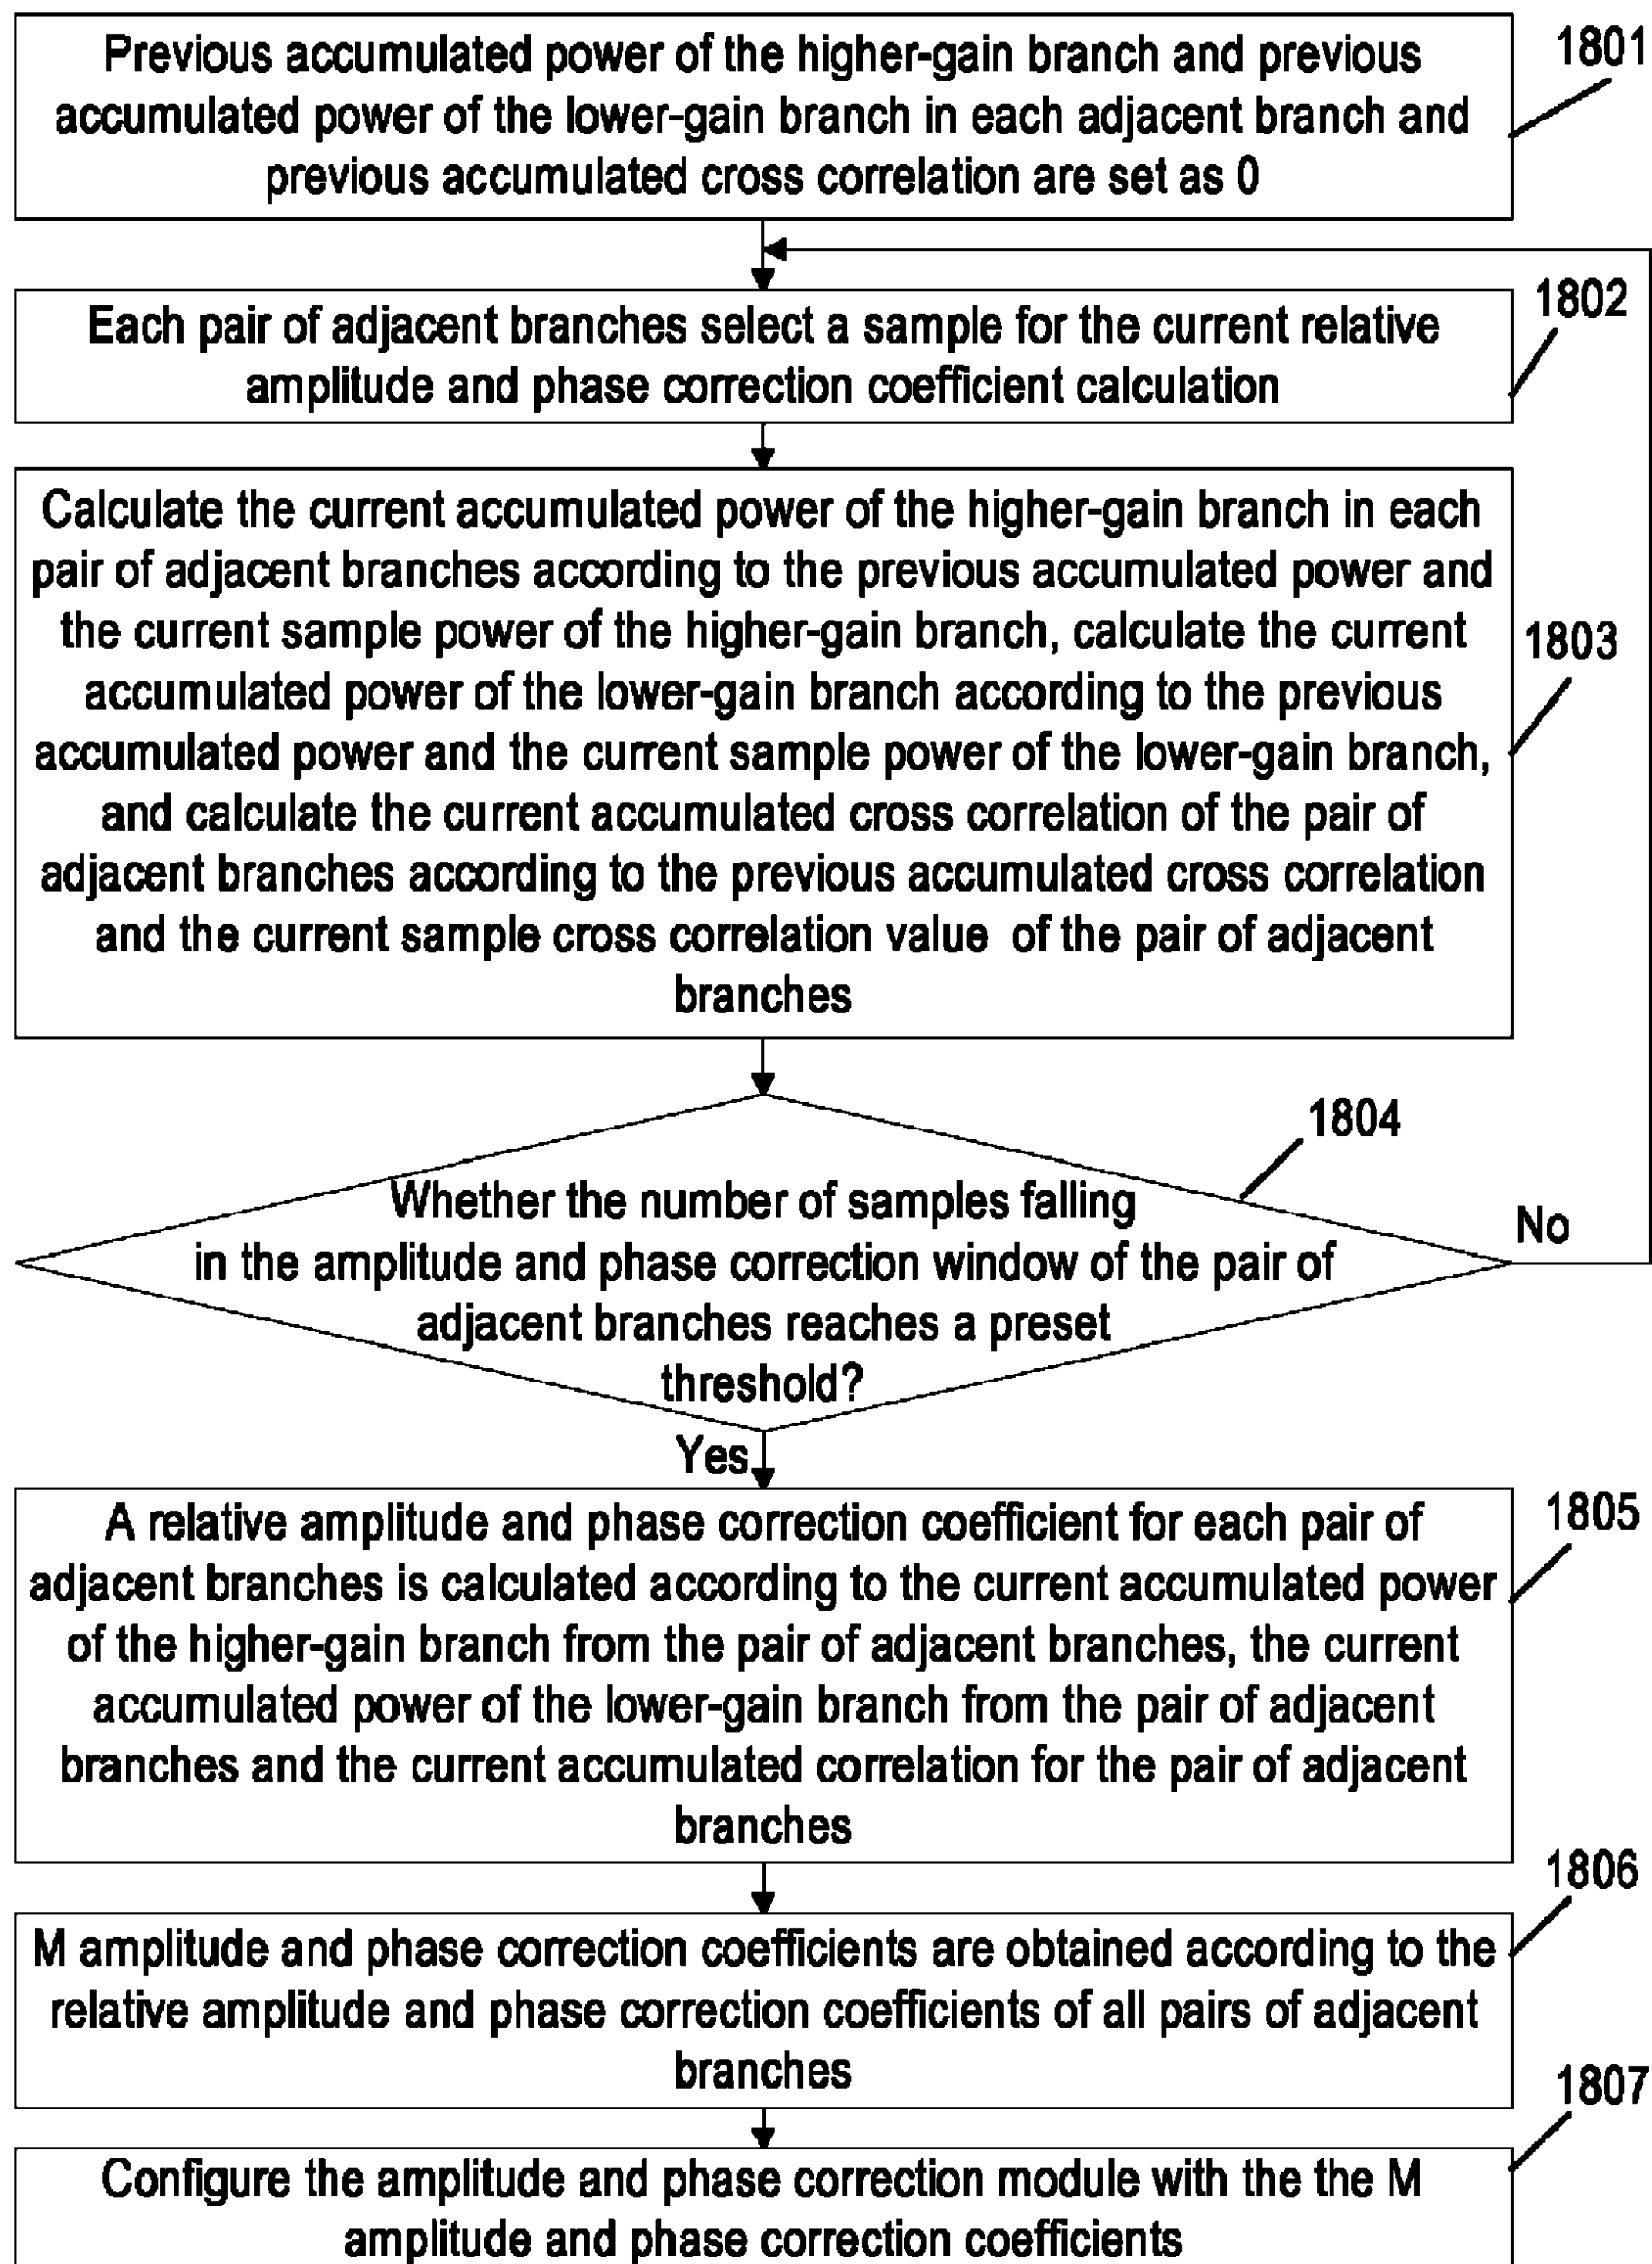 Previous accumulated power of the higher-gain branch and previous
accumulated power of the lower-gain branch in each adjacent branch and
previous accumulated cross correlation are set as 0
1801
Each pair of adjacent branches select a sample for the current relative
amplitude and phase correction coefficient calculation
1802
Calculate the current accumulated power of the higher-gain branch in each
pair of adjacent branches according to the previous accumulated power and
the current sample power of the higher-gain branch, calculate the current
accumulated power of the lower-gain branch according to the previous
accumulated power and the current sample power of the lower-gain branch,
and calculate the current accumulated cross correlation of the pair of
adjacent branches according to the previous accumulated cross correlation
and the current sample cross correlation value of the pair of adjacent
branches
1803
1804
Whether the number of samples falling
in the amplitude and phase correction window of the pair of
adjacent branches reaches a preset
threshold?
No
Yes
A relative amplitude and phase correction coefficient for each pair of
adjacent branches is calculated according to the current accumulated power
of the higher-gain branch from the pair of adjacent branches, the current
accumulated power of the lower-gain branch from the pair of adjacent
branches and the current accumulated correlation for the pair of adjacent
branches
1805
M amplitude and phase correction coefficients are obtained according to the
relative amplitude and phase correction coefficients of all pairs of adjacent
branches
1806
Configure the amplitude and phase correction module with the the M
amplitude and phase correction coefficients
1807